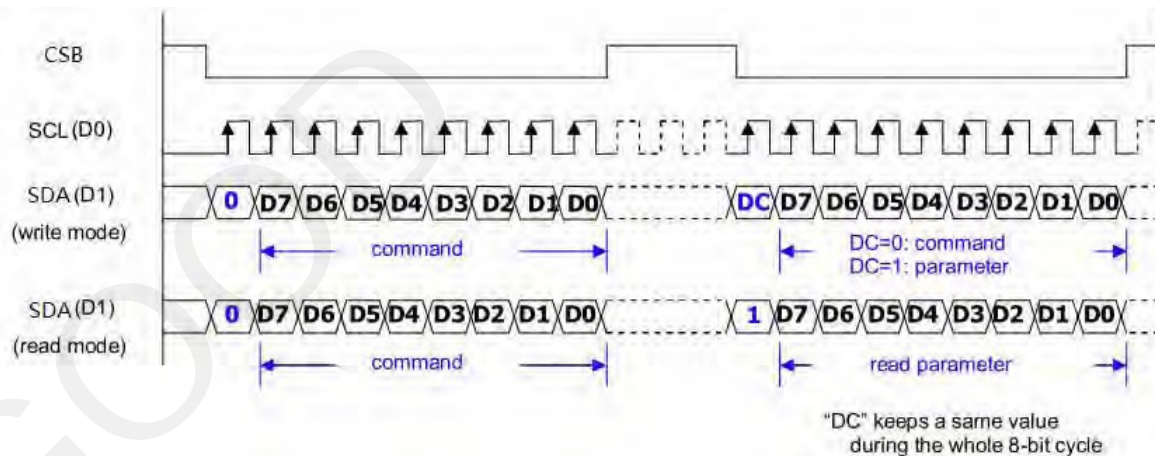 CSB
SCL(D0)
SDA(D1) 0 D7 D6 D5 D4 D3 D2 D1 D0 DC D7 D6 D5 D4 D3 D2 D1 D0
(write mode) command DC=0: command
DC=1: parameter
SDA(D1) 0 D7 D6 D5 D4 D3 D2 D1 D0 1 D7 D6 D5 D4 D3 D2 D1 D0
(read mode) command read parameter
"DC" keeps a same value
during the whole 8-bit cycle